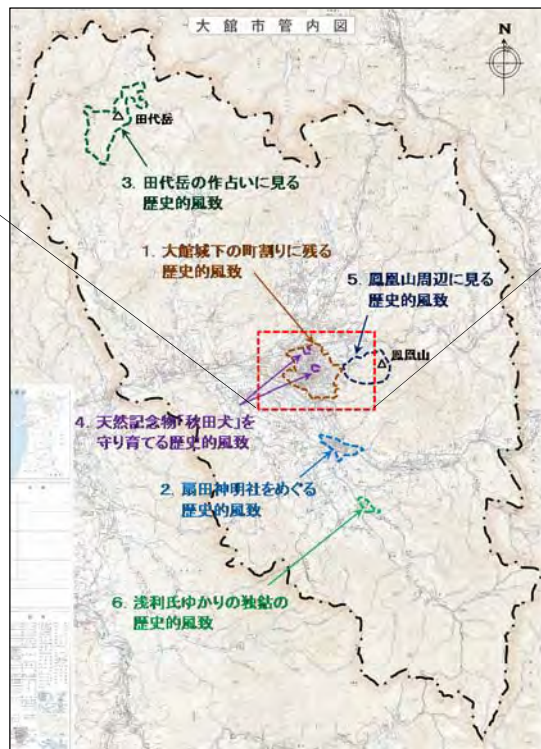 大館市管内図
N
田代岳
3. 田代岳の作占いに見る
歴史的風致
1. 大館城下の町割りに残る
歴史的風致
5. 鳳凰山周辺に見る
歴史的風致
鳳凰山
4. 天然記念物「秋田犬」を
守り育てる歴史的風致
2. 扇田神明社をめぐる
歴史的風致
6. 浅利氏ゆかりの独鈷の
歴史的風致